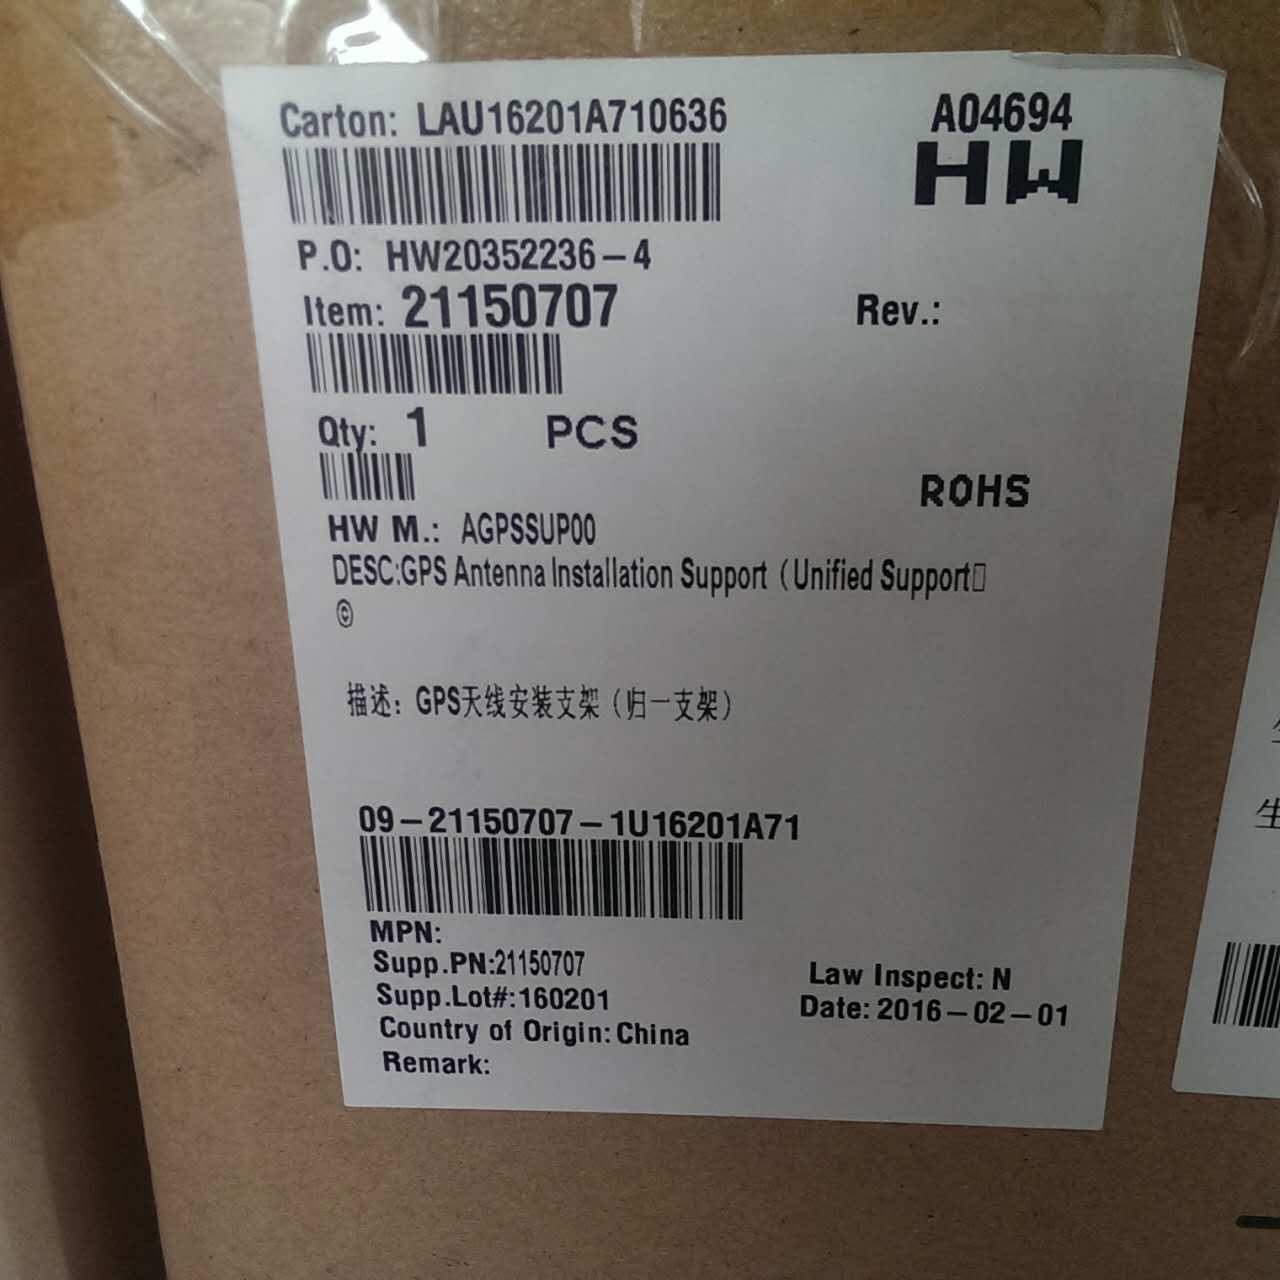 Carton: LAU16201A710636
A04694
HW
P.O: HW20352236-4
Item: 21150707
Rev.:
Qty: 1 PCS
ROHS
HW M.: AGPSSUP00
DESC:GPS Antenna Installation Support（Unified Support□
©
描述：GPS天线安装支架（归一支架）
09-21150707-1U16201A71
MPN:
Supp.PN:21150707
Supp.Lot#:160201
Law Inspect: N
Date: 2016-02-01
Country of Origin: China
Remark:
生